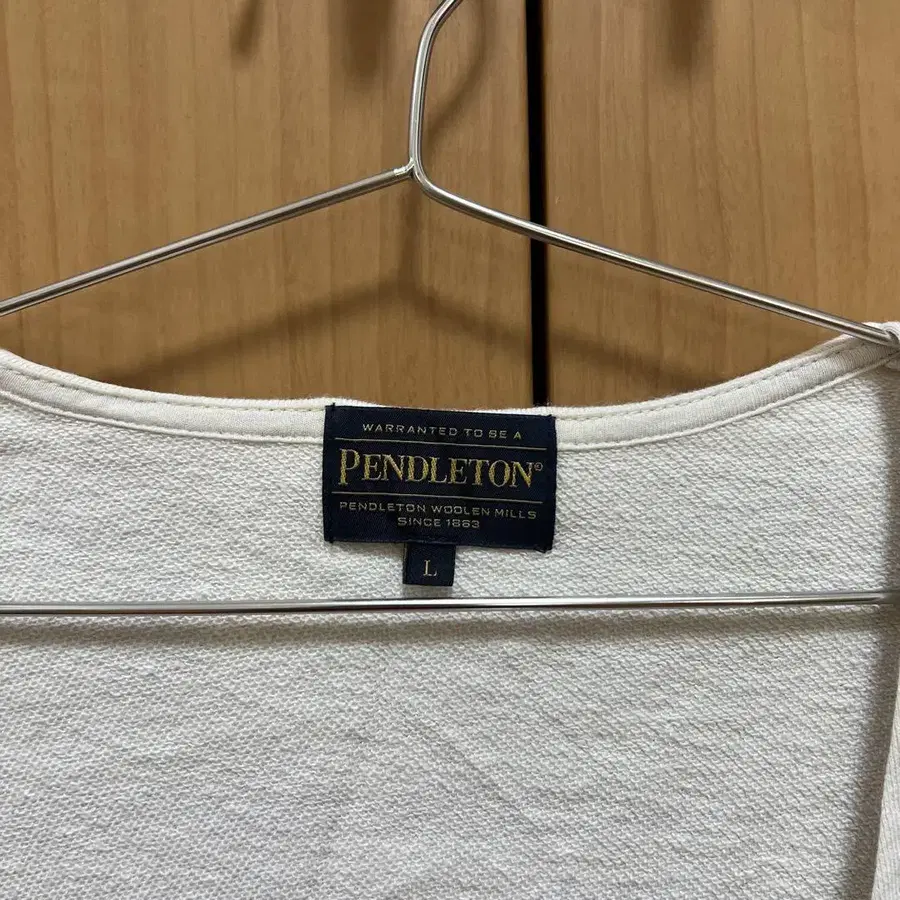 WARRANTED TO BE A
PENDLETON®
PENDLETON WOOLEN MILLS
SINCE 1863
L